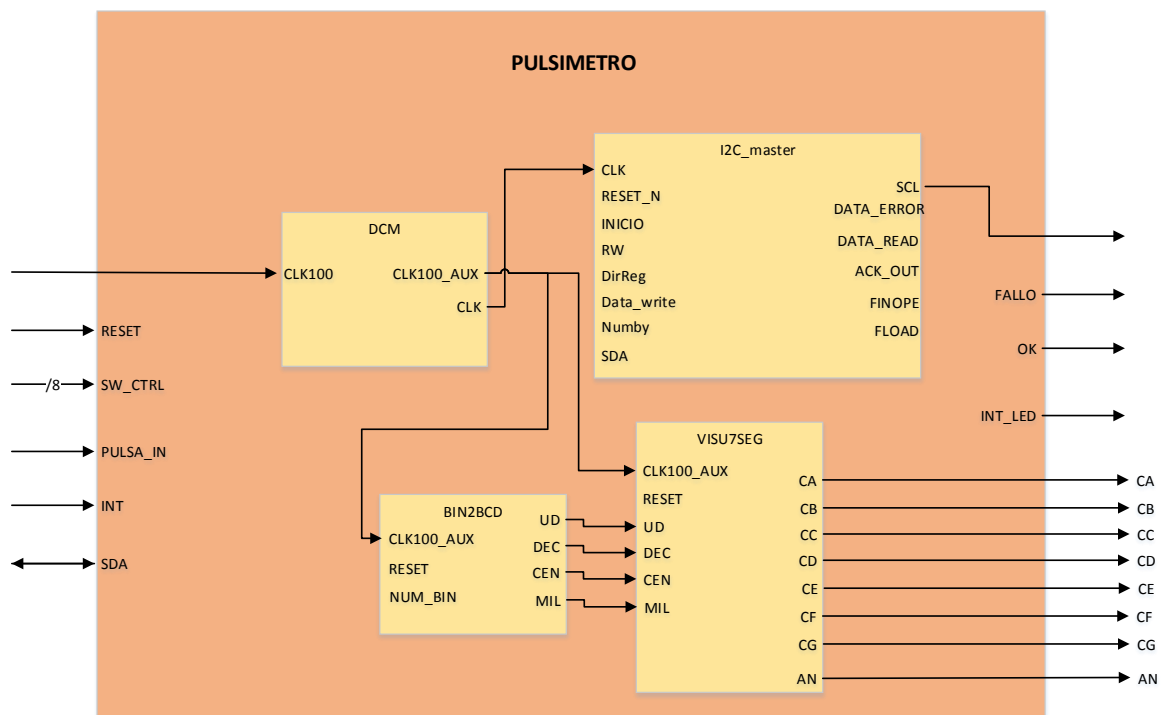 PULSIMETRO
I2C_master
CLK
RESET_N
INICIO
RW
DirReg
Data_write
Numby
SDA
SCL
DATA_ERROR
DATA_READ
ACK_OUT
FINOPE
FLOAD
DCM
CLK100
CLK100_AUX
CLK
RESET
/8
SW_CTRL
PULSA_IN
INT
SDA
FALLO
OK
INT_LED
BIN2BCD
CLK100_AUX
RESET
NUM_BIN
UD
DEC
CEN
MIL
VISU7SEG
CLK100_AUX
RESET
UD
DEC
CEN
MIL
CA
CB
CC
CD
CE
CF
CG
AN
CA
CB
CC
CD
CE
CF
CG
AN